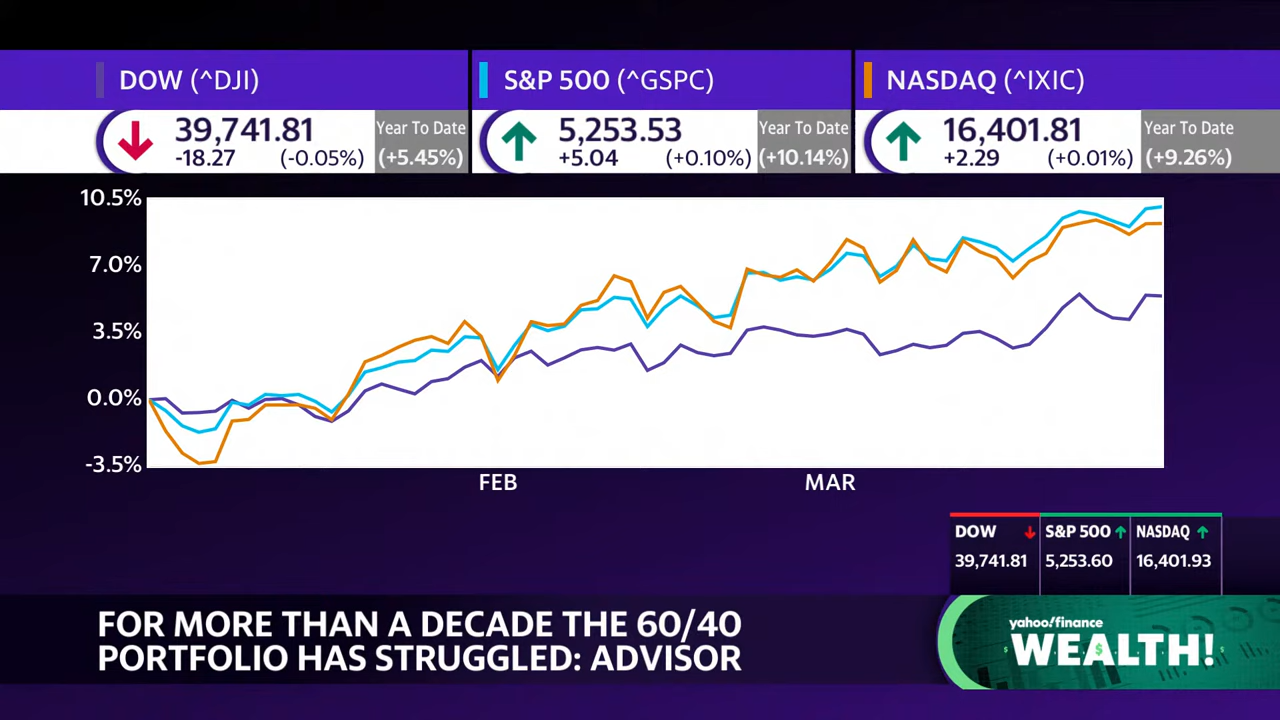 DOW (^DJI)
39,741.81
-18.27 (-0.05%)
Year To Date
(+5.45%)
S&P 500 (^GSPC)
5,253.53
+5.04 (+0.10%)
Year To Date
(+10.14%)
NASDAQ (^IXIC)
16,401.81
+2.29 (+0.01%)
Year To Date
(+9.26%)
10.5%
7.0%
3.5%
0.0%
-3.5%
FEB MAR
DOW S&P 500 NASDAQ
39,741.81 5,253.60 16,401.93
FOR MORE THAN A DECADE THE 60/40
PORTFOLIO HAS STRUGGLED: ADVISOR
yahoo!finance
WEALTH!